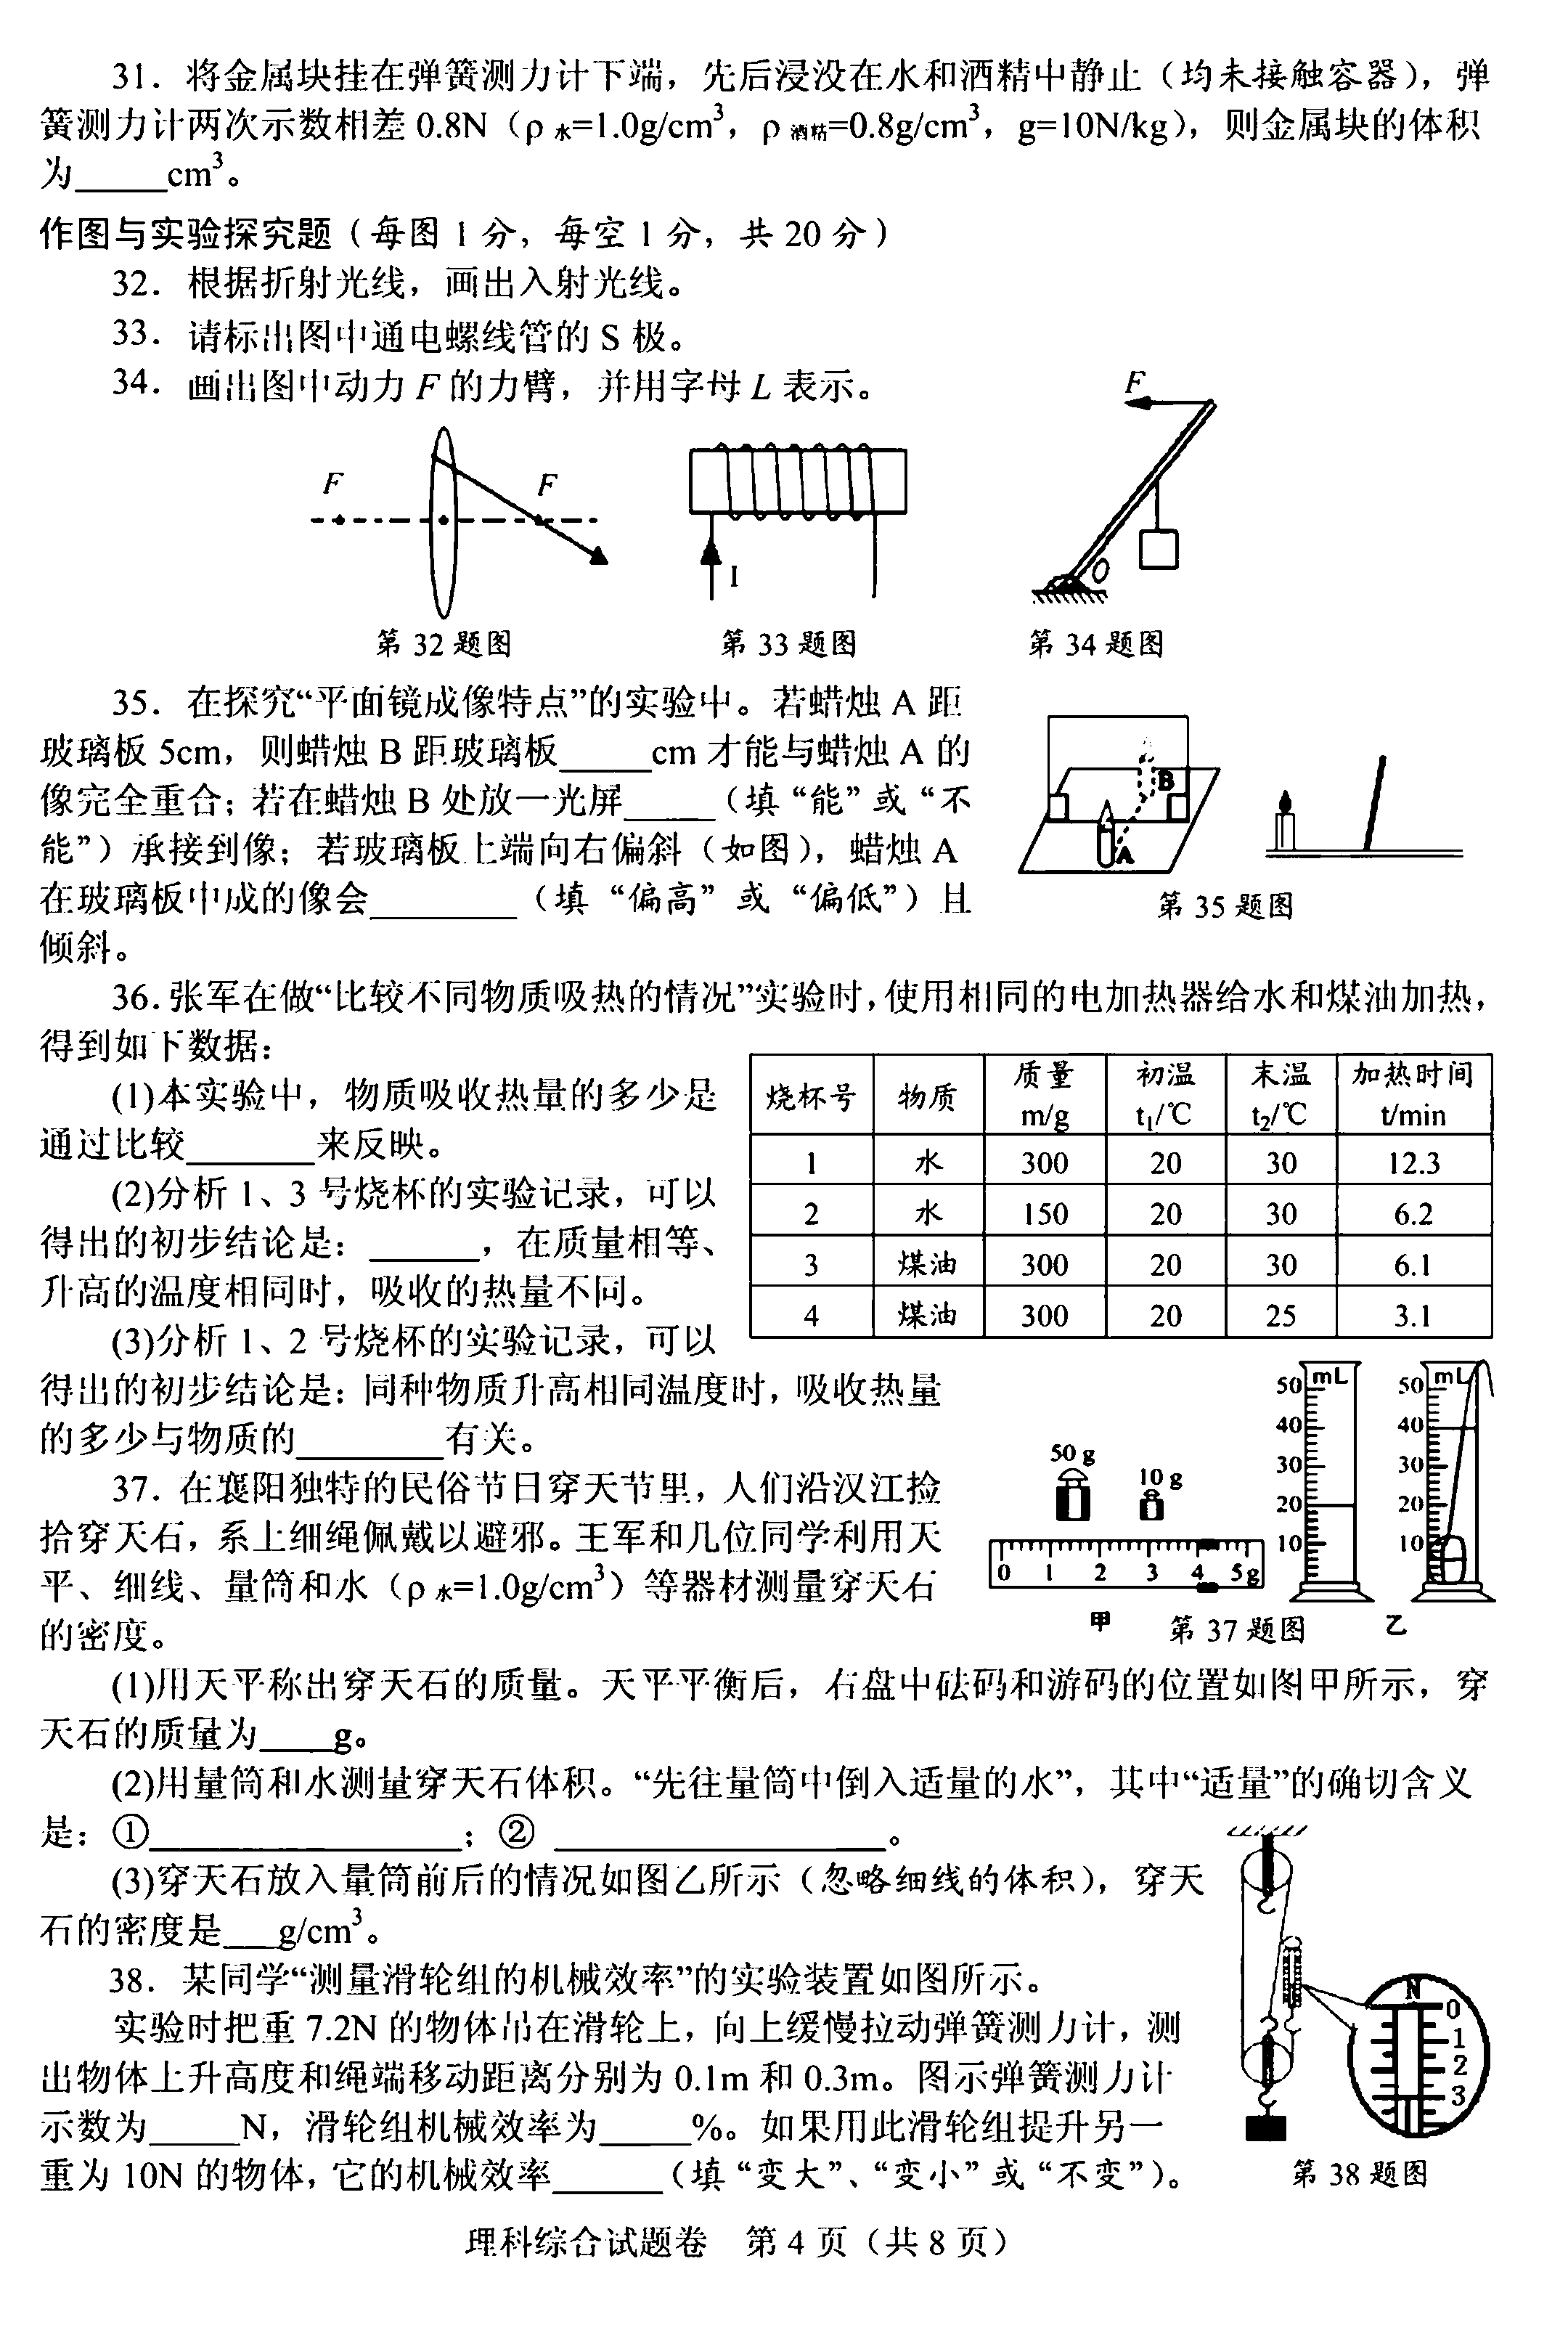 31. 将金属块挂在弹簧测力计下端，先后浸没在水和酒精中静止（均未接触容器），弹
簧测力计两次示数相差 0.8N（ρ水=1.0g/cm³，ρ酒精=0.8g/cm³，g=10N/kg），则金属块的体积
为_____cm³。
作图与实验探究题（每图 1 分，每空 1 分，共 20 分）
32. 根据折射光线，画出入射光线。
33. 请标出图中通电螺线管的 S 极。
34. 画出图中动力 F 的力臂，并用字母 L 表示。
F
F F
I
O
第 32 题图 第 33 题图 第 34 题图
35. 在探究“平面镜成像特点”的实验中。若蜡烛 A 距
玻璃板 5cm，则蜡烛 B 距玻璃板_____cm 才能与蜡烛 A 的
像完全重合；若在蜡烛 B 处放一光屏_____（填“能”或“不
能”）承接到像；若玻璃板上端向右偏斜（如图），蜡烛 A
在玻璃板中成的像会________（填“偏高”或“偏低”）且
倾斜。
B
A
第 35 题图
36. 张军在做“比较不同物质吸热的情况”实验时，使用相同的电加热器给水和煤油加热，
得到如下数据：
(1)本实验中，物质吸收热量的多少是
通过比较_______来反映。
(2)分析 1、3 号烧杯的实验记录，可以
得出的初步结论是：______，在质量相等、
升高的温度相同时，吸收的热量不同。
(3)分析 1、2 号烧杯的实验记录，可以
得出的初步结论是：同种物质升高相同温度时，吸收热量
的多少与物质的________有关。
烧杯号 物质 质量 m/g 初温 t₁/℃ 末温 t₂/℃ 加热时间 t/min
1 水 300 20 30 12.3
2 水 150 20 30 6.2
3 煤油 300 20 30 6.1
4 煤油 300 20 25 3.1
37. 在襄阳独特的民俗节日穿天节里，人们沿汉江捡
拾穿天石，系上细绳佩戴以避邪。王军和几位同学利用天
平、细线、量筒和水（ρ水=1.0g/cm³）等器材测量穿天石
的密度。
50 g
10 g
0 1 2 3 4 5g
mL
50
40
30
20
10
mL
50
40
30
20
10
甲 第 37 题图 乙
(1)用天平称出穿天石的质量。天平平衡后，右盘中砝码和游码的位置如图甲所示，穿
天石的质量为____g。
(2)用量筒和水测量穿天石体积。“先往量筒中倒入适量的水”，其中“适量”的确切含义
是：①_________________；②__________________。
(3)穿天石放入量筒前后的情况如图乙所示（忽略细线的体积），穿天
石的密度是___g/cm³。
38. 某同学“测量滑轮组的机械效率”的实验装置如图所示。
实验时把重 7.2N 的物体吊在滑轮上，向上缓慢拉动弹簧测力计，测
出物体上升高度和绳端移动距离分别为 0.1m 和 0.3m。图示弹簧测力计
示数为_____N，滑轮组机械效率为_____%。如果用此滑轮组提升另一
重为 10N 的物体，它的机械效率______（填“变大”、“变小”或“不变”）。
N
0
1
2
3
第 38 题图
理科综合试题卷 第 4 页（共 8 页）